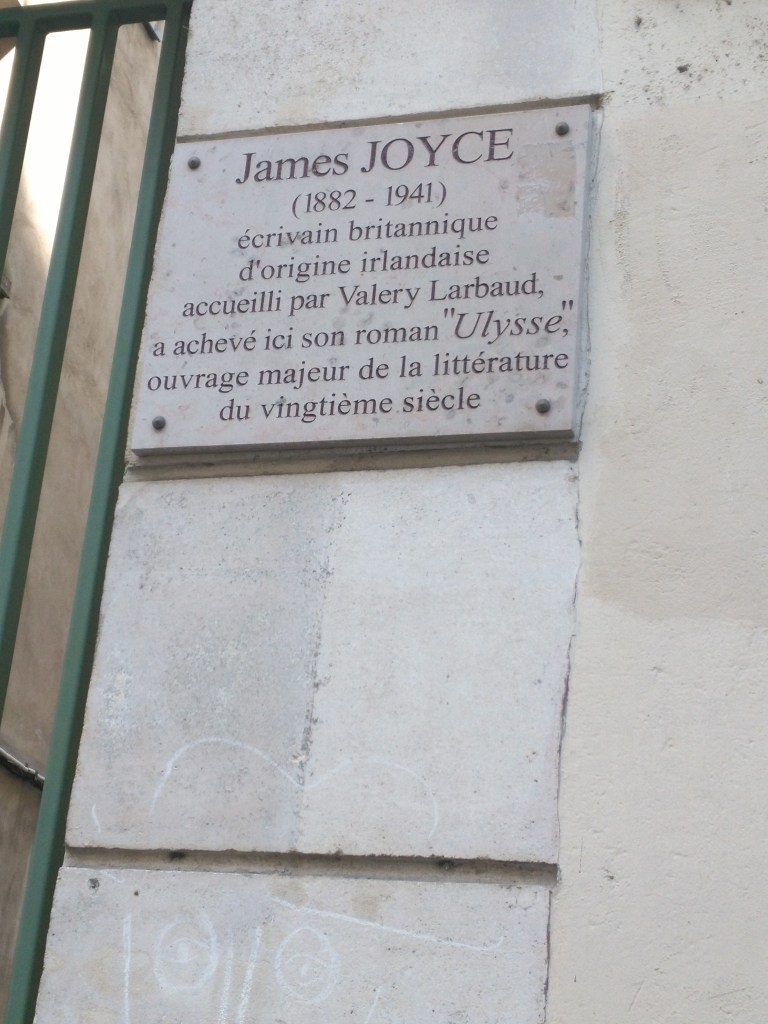 James JOYCE
(1882 - 1941)
écrivain britannique
d'origine irlandaise
accueilli par Valery Larbaud,
a achevé ici son roman "Ulysse,"
ouvrage majeur de la littérature
du vingtième siècle